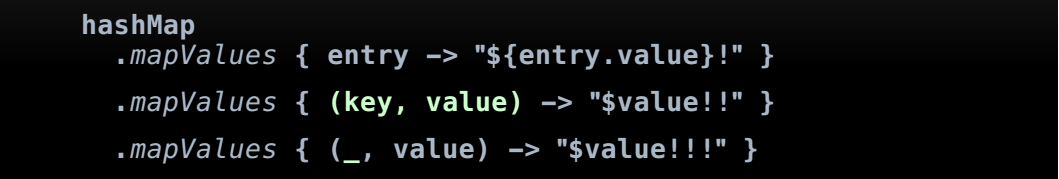 hashMap
.mapValues { entry -> "${entry.value}!" }
.mapValues { (key, value) -> "$value!!" }
.mapValues { (_, value) -> "$value!!!" }